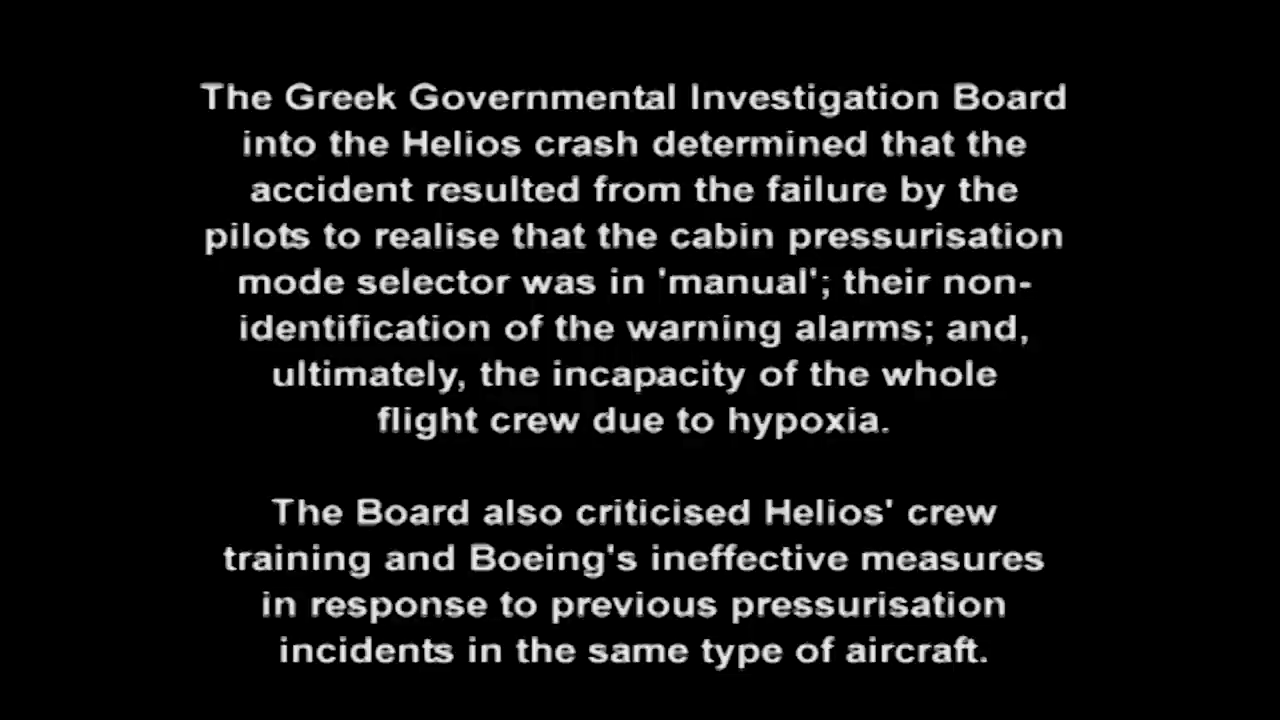 The Greek Governmental Investigation Board
into the Helios crash determined that the
accident resulted from the failure by the
pilots to realise that the cabin pressurisation
mode selector was in 'manual'; their non-
identification of the warning alarms; and,
ultimately, the incapacity of the whole
flight crew due to hypoxia.
The Board also criticised Helios' crew
training and Boeing's ineffective measures
in response to previous pressurisation
incidents in the same type of aircraft.